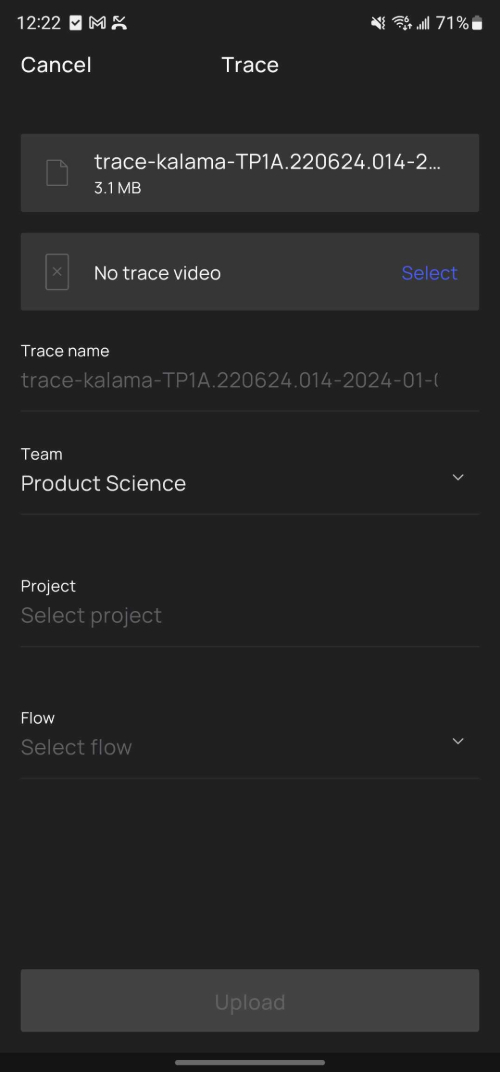 12:22
71%
Cancel
Trace
trace-kalama-TP1A.220624.014-2...
3.1 MB
No trace video
Select
Trace name
trace-kalama-TP1A.220624.014-2024-01-
Team
Product Science
Project
Select project
Flow
Select flow
Upload